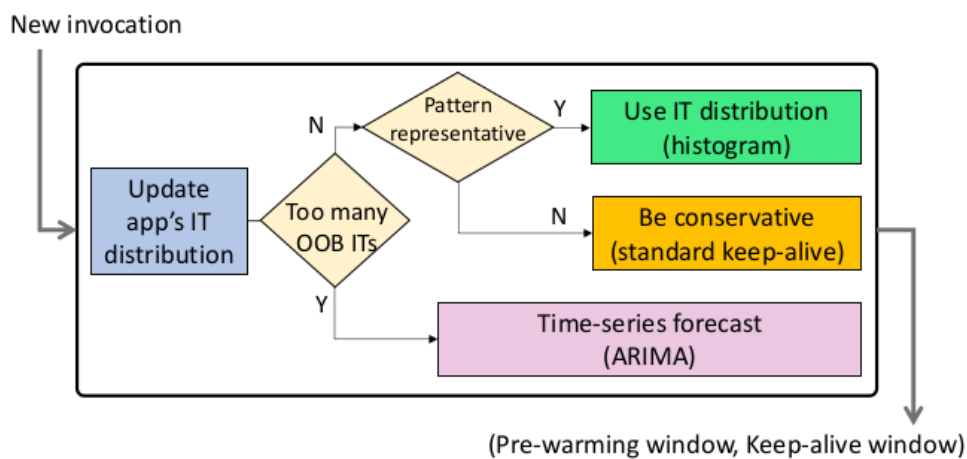 New invocation
Update
app's IT
distribution
Too many
OOB ITs
N
Y
Pattern
representative
Y
N
Use IT distribution
(histogram)
Be conservative
(standard keep-alive)
Time-series forecast
(ARIMA)
(Pre-warming window, Keep-alive window)